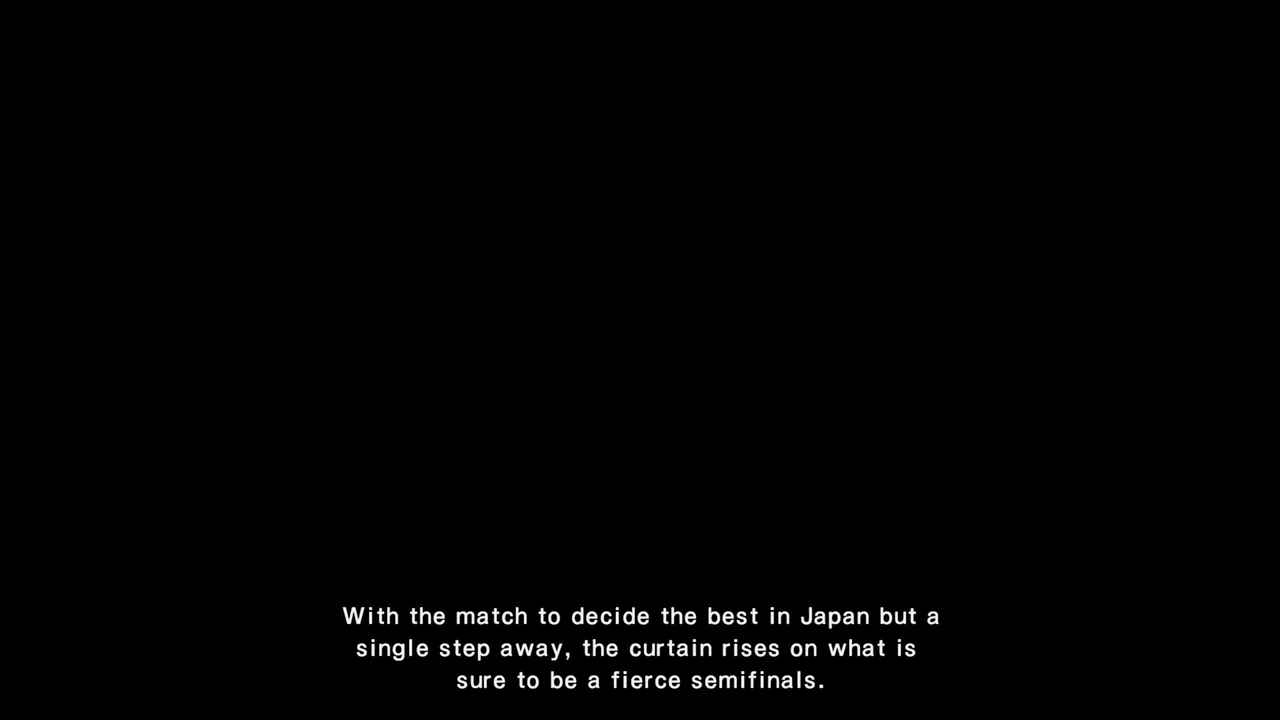 With the match to decide the best in Japan but a
single step away, the curtain rises on what is
sure to be a fierce semifinals.